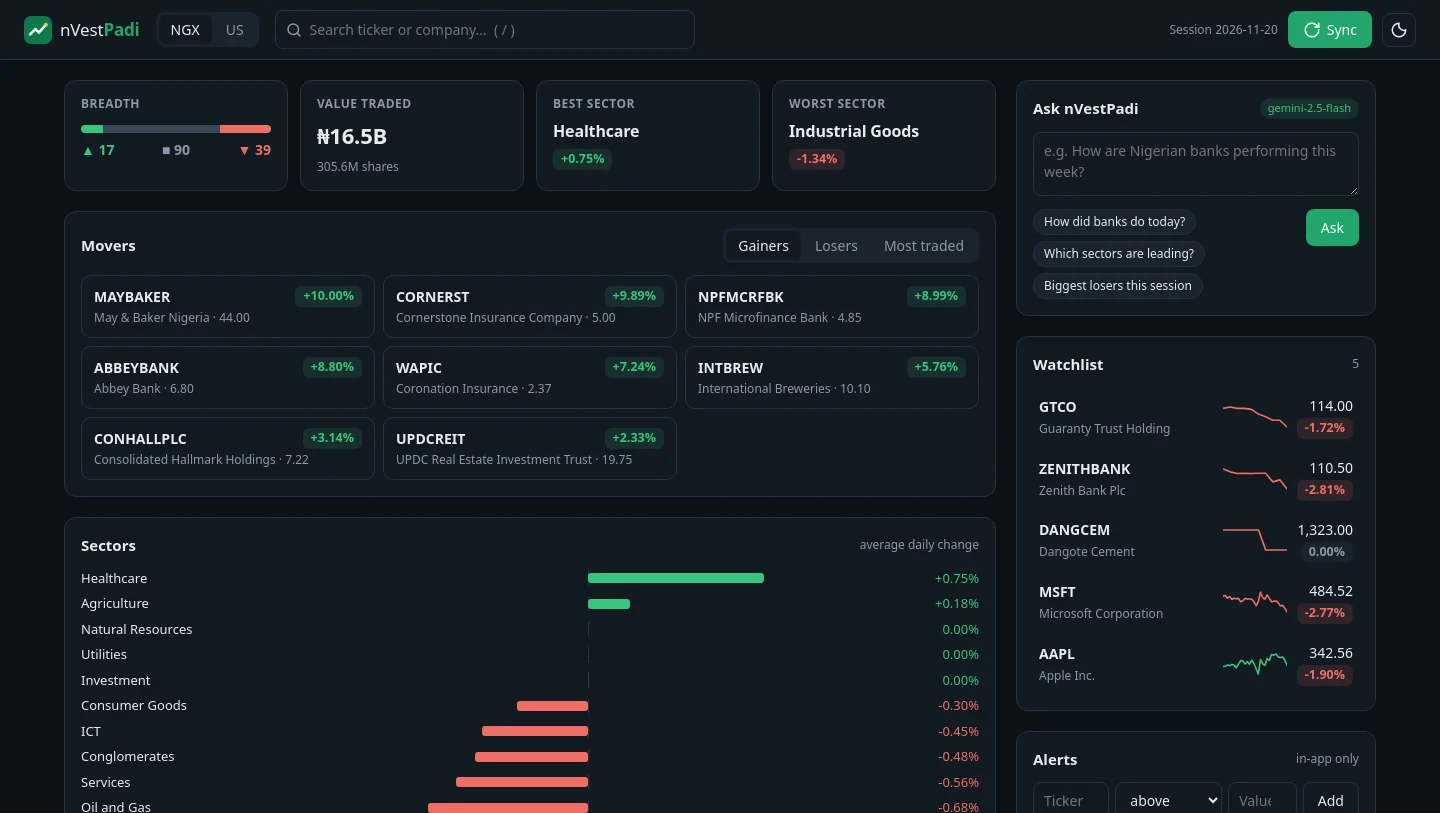 nVestPadi
NGX US
Search ticker or company... ( / )
Session 2026-11-20
Sync
BREADTH
▲ 17 ■ 90 ▼ 39
VALUE TRADED
₦16.5B
305.6M shares
BEST SECTOR
Healthcare
+0.75%
WORST SECTOR
Industrial Goods
-1.34%
Movers
Gainers Losers Most traded
MAYBAKER +10.00%
May & Baker Nigeria · 44.00
CORNERST +9.89%
Cornerstone Insurance Company · 5.00
NPFMCRFBK +8.99%
NPF Microfinance Bank · 4.85
ABBEYBANK +8.80%
Abbey Bank · 6.80
WAPIC +7.24%
Coronation Insurance · 2.37
INTBREW +5.76%
International Breweries · 10.10
CONHALLPLC +3.14%
Consolidated Hallmark Holdings · 7.22
UPDCREIT +2.33%
UPDC Real Estate Investment Trust · 19.75
Sectors average daily change
Healthcare +0.75%
Agriculture +0.18%
Natural Resources 0.00%
Utilities 0.00%
Investment 0.00%
Consumer Goods -0.30%
ICT -0.45%
Conglomerates -0.48%
Services -0.56%
Oil and Gas -0.68%
Ask nVestPadi gemini-2.5-flash
e.g. How are Nigerian banks performing this
week?
How did banks do today?
Which sectors are leading?
Biggest losers this session
Ask
Watchlist 5
GTCO 114.00
Guaranty Trust Holding -1.72%
ZENITHBANK 110.50
Zenith Bank Plc -2.81%
DANGCEM 1,323.00
Dangote Cement 0.00%
MSFT 484.52
Microsoft Corporation -2.77%
AAPL 342.56
Apple Inc. -1.90%
Alerts in-app only
Ticker above Value Add